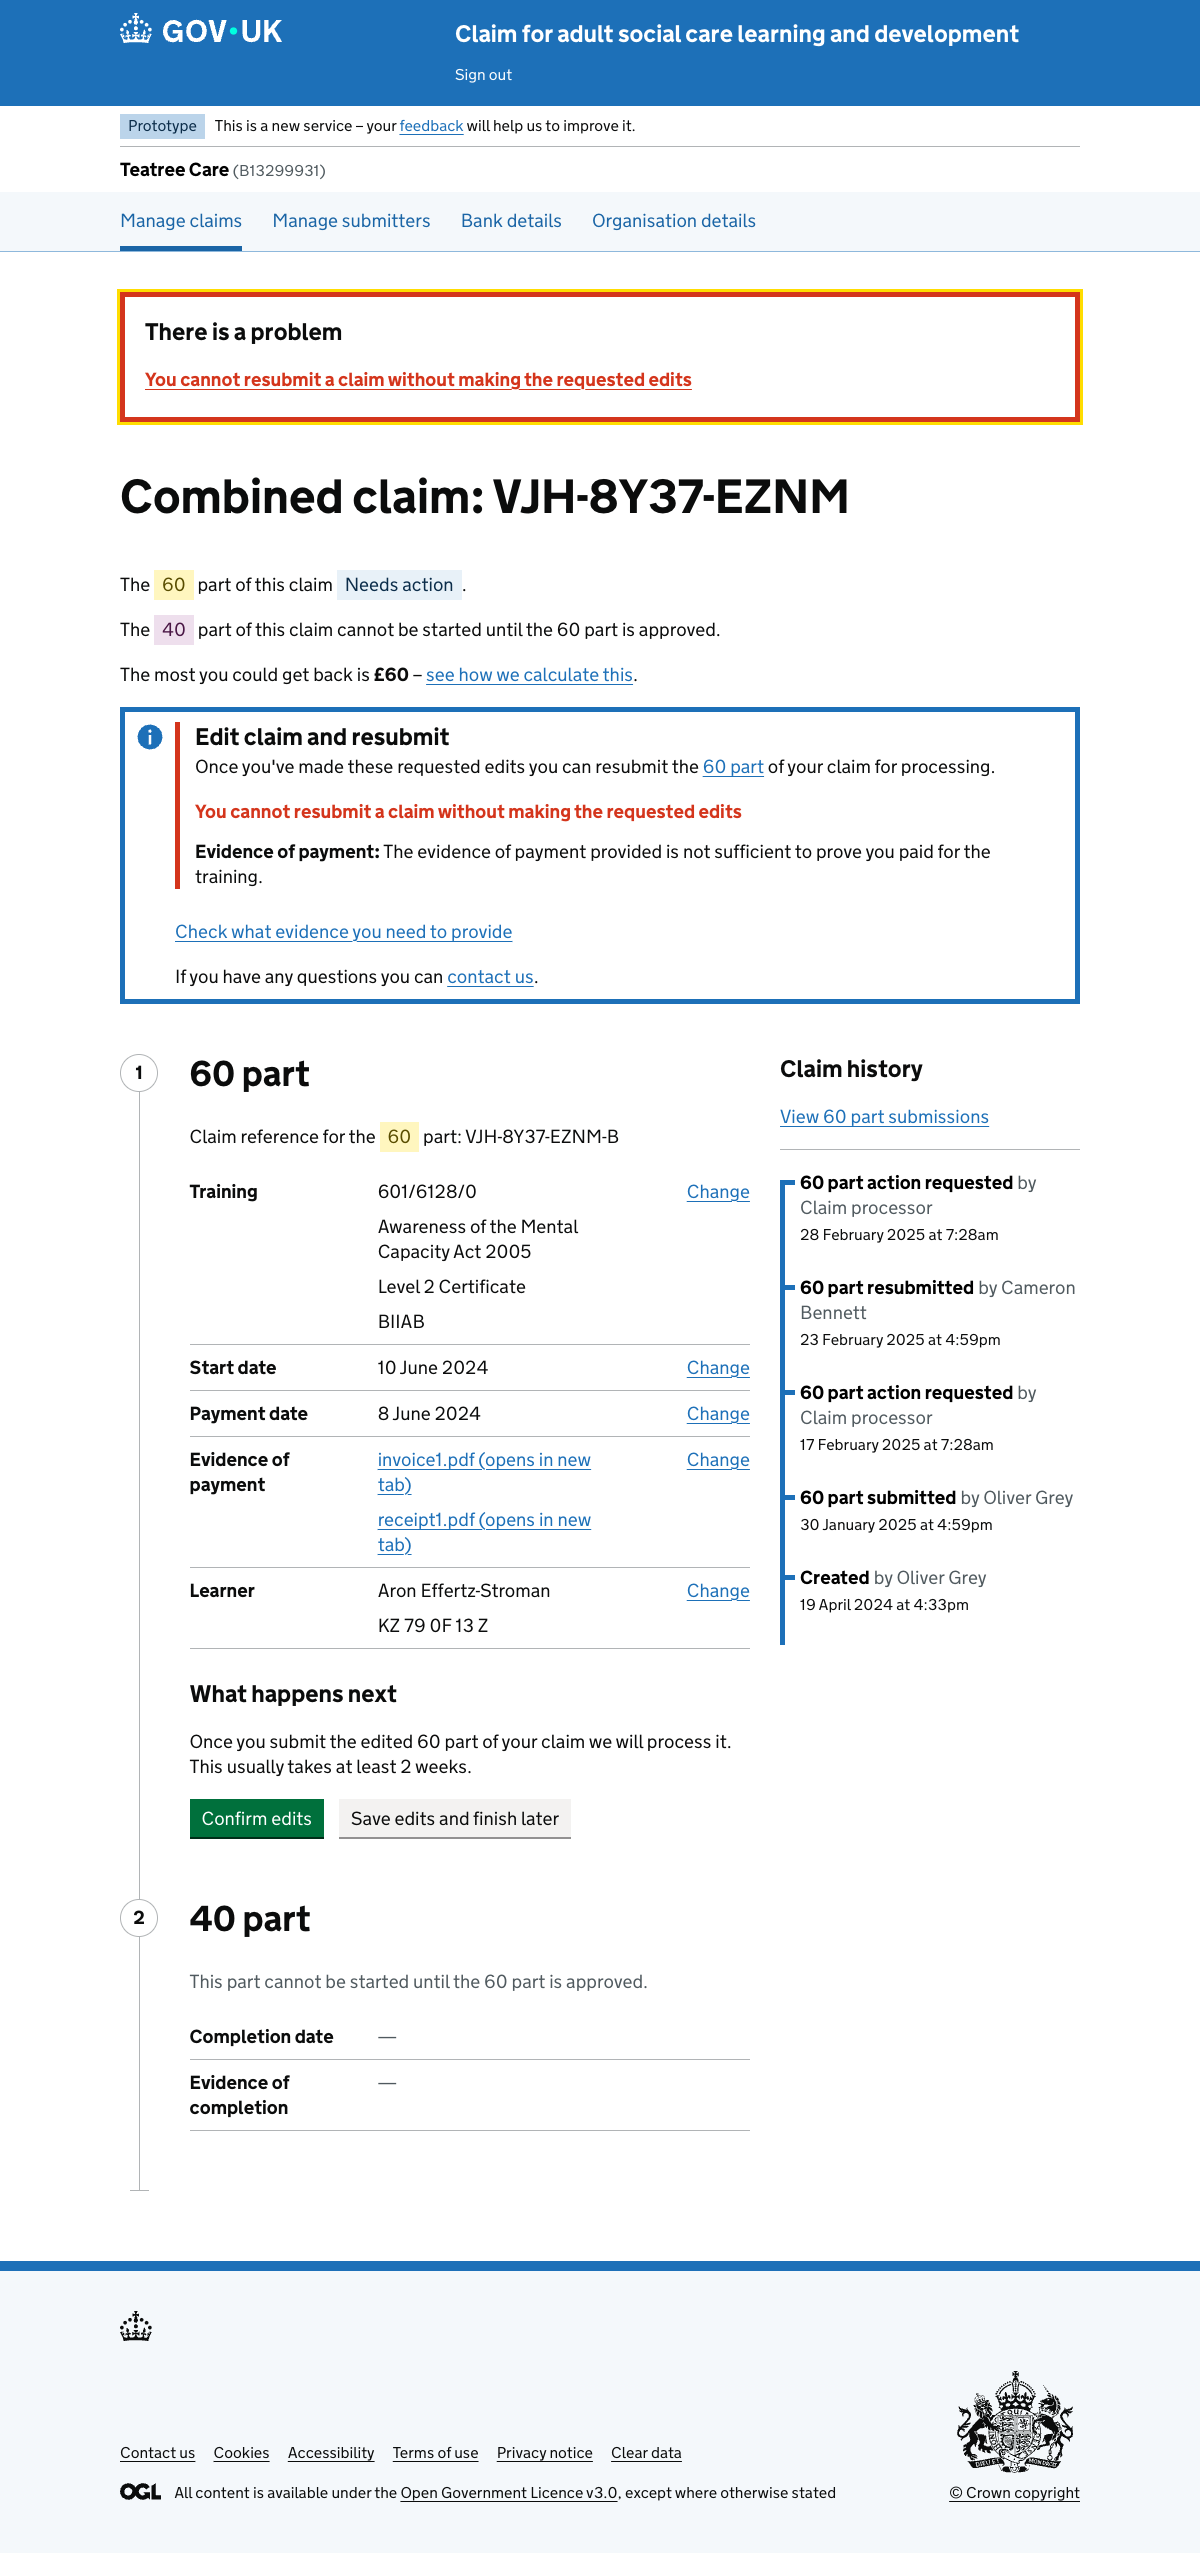 GOV•UK
Claim for adult social care learning and development
Sign out
Prototype
This is a new service – your feedback will help us to improve it.
Teatree Care (B13299931)
Manage claims
Manage submitters
Bank details
Organisation details
There is a problem
You cannot resubmit a claim without making the requested edits
Combined claim: VJH-8Y37-EZNM
The 60 part of this claim Needs action .
The 40 part of this claim cannot be started until the 60 part is approved.
The most you could get back is £60 – see how we calculate this.
Edit claim and resubmit
Once you've made these requested edits you can resubmit the 60 part of your claim for processing.
You cannot resubmit a claim without making the requested edits
Evidence of payment: The evidence of payment provided is not sufficient to prove you paid for the
training.
Check what evidence you need to provide
If you have any questions you can contact us.
1
60 part
Claim reference for the 60 part: VJH-8Y37-EZNM-B
Training
601/6128/0
Change
Awareness of the Mental
Capacity Act 2005
Level 2 Certificate
BIIAB
Start date
10 June 2024
Change
Payment date
8 June 2024
Change
Evidence of
payment
invoice1.pdf (opens in new
tab)
receipt1.pdf (opens in new
tab)
Change
Learner
Aron Effertz-Stroman
KZ 79 0F 13 Z
Change
What happens next
Once you submit the edited 60 part of your claim we will process it.
This usually takes at least 2 weeks.
Confirm edits
Save edits and finish later
2
40 part
This part cannot be started until the 60 part is approved.
Completion date
—
Evidence of
completion
—
Claim history
View 60 part submissions
60 part action requested by
Claim processor
28 February 2025 at 7:28am
60 part resubmitted by Cameron
Bennett
23 February 2025 at 4:59pm
60 part action requested by
Claim processor
17 February 2025 at 7:28am
60 part submitted by Oliver Grey
30 January 2025 at 4:59pm
Created by Oliver Grey
19 April 2024 at 4:33pm
Contact us
Cookies
Accessibility
Terms of use
Privacy notice
Clear data
OGL
All content is available under the Open Government Licence v3.0, except where otherwise stated
© Crown copyright